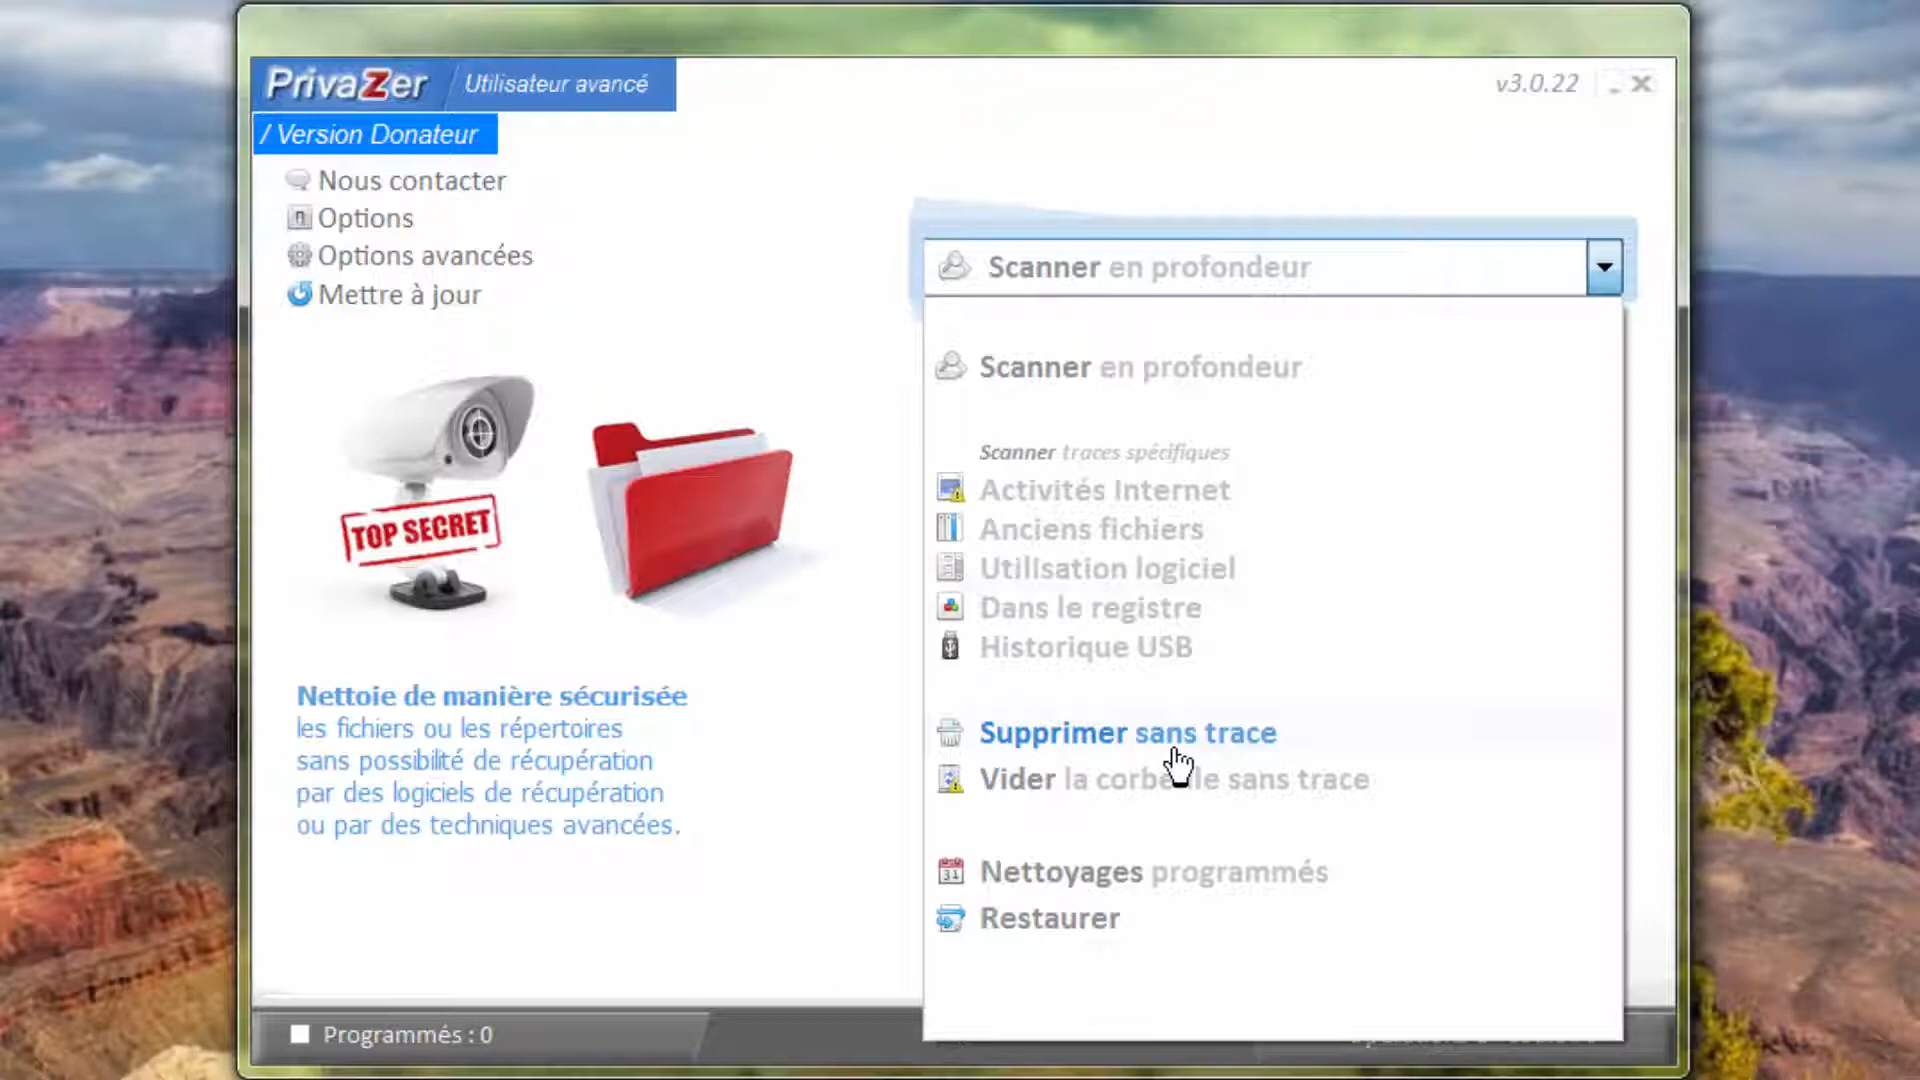 PrivaZer
Utilisateur avancé
v3.0.22
/ Version Donateur
Nous contacter
Options
Options avancées
Mettre à jour
TOP SECRET
Nettoie de manière sécurisée
les fichiers ou les répertoires
sans possibilité de récupération
par des logiciels de récupération
ou par des techniques avancées.
Scanner en profondeur
Scanner en profondeur
Scanner traces spécifiques
Activités Internet
Anciens fichiers
Utilisation logiciel
Dans le registre
Historique USB
Supprimer sans trace
Vider la corbeille sans trace
31
Nettoyages programmés
Restaurer
Programmés : 0